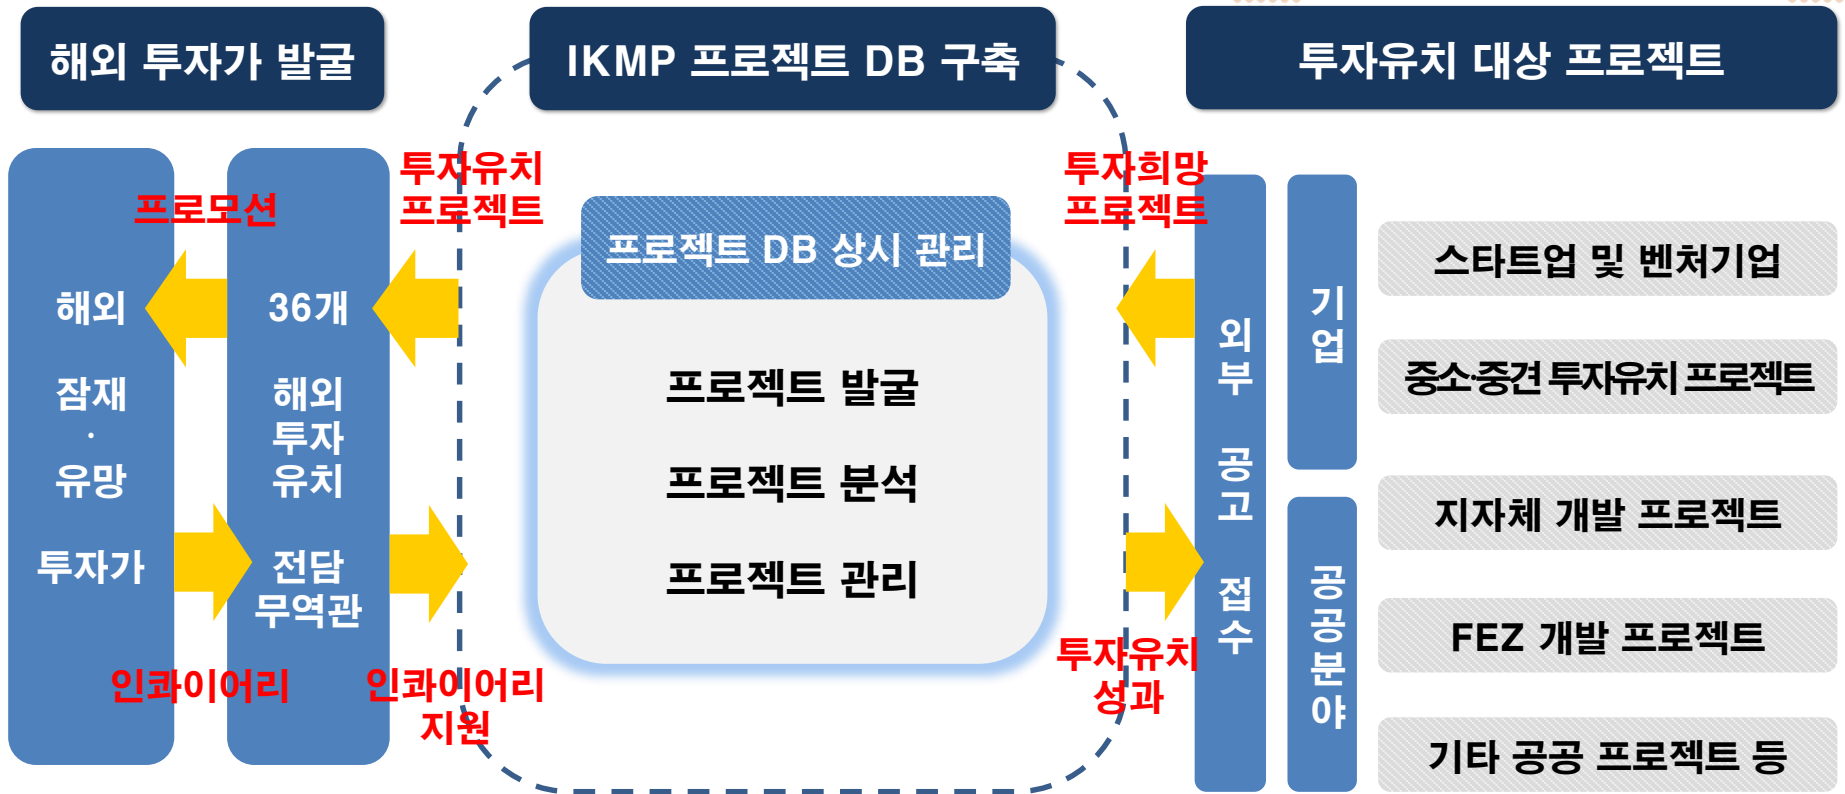 해외 투자가 발굴
IKMP 프로젝트 DB 구축
투자유치 대상 프로젝트
프로모션
해외
잠재
·
유망
투자가
인콰이어리
36개
해외
투자
유치
전담
무역관
투자유치
프로젝트
인콰이어리
지원
프로젝트 DB 상시 관리
프로젝트 발굴
프로젝트 분석
프로젝트 관리
투자희망
프로젝트
투자유치
성과
외
부
공
고
접
수
기
업
공
공
분
야
스타트업 및 벤처기업
중소·중견 투자유치 프로젝트
지자체 개발 프로젝트
FEZ 개발 프로젝트
기타 공공 프로젝트 등